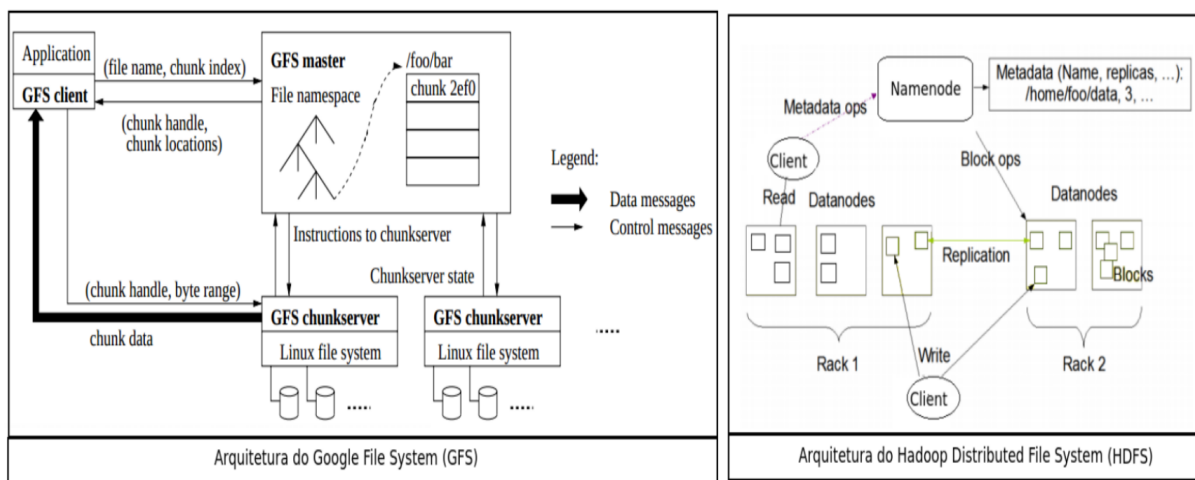 Application
GFS client
(file name, chunk index)
(chunk handle,
chunk locations)
GFS master
File namespace
/foo/bar
chunk 2ef0
Legend:
Data messages
Control messages
Instructions to chunkserver
Chunkserver state
(chunk handle, byte range)
chunk data
GFS chunkserver
Linux file system
GFS chunkserver
Linux file system
Arquitetura do Google File System (GFS)
Namenode
Metadata (Name, replicas, ...):
/home/foo/data, 3, ...
Metadata ops
Client
Block ops
Read
Datanodes
Datanodes
Replication
Blocks
Rack 1
Write
Rack 2
Client
Arquitetura do Hadoop Distributed File System (HDFS)